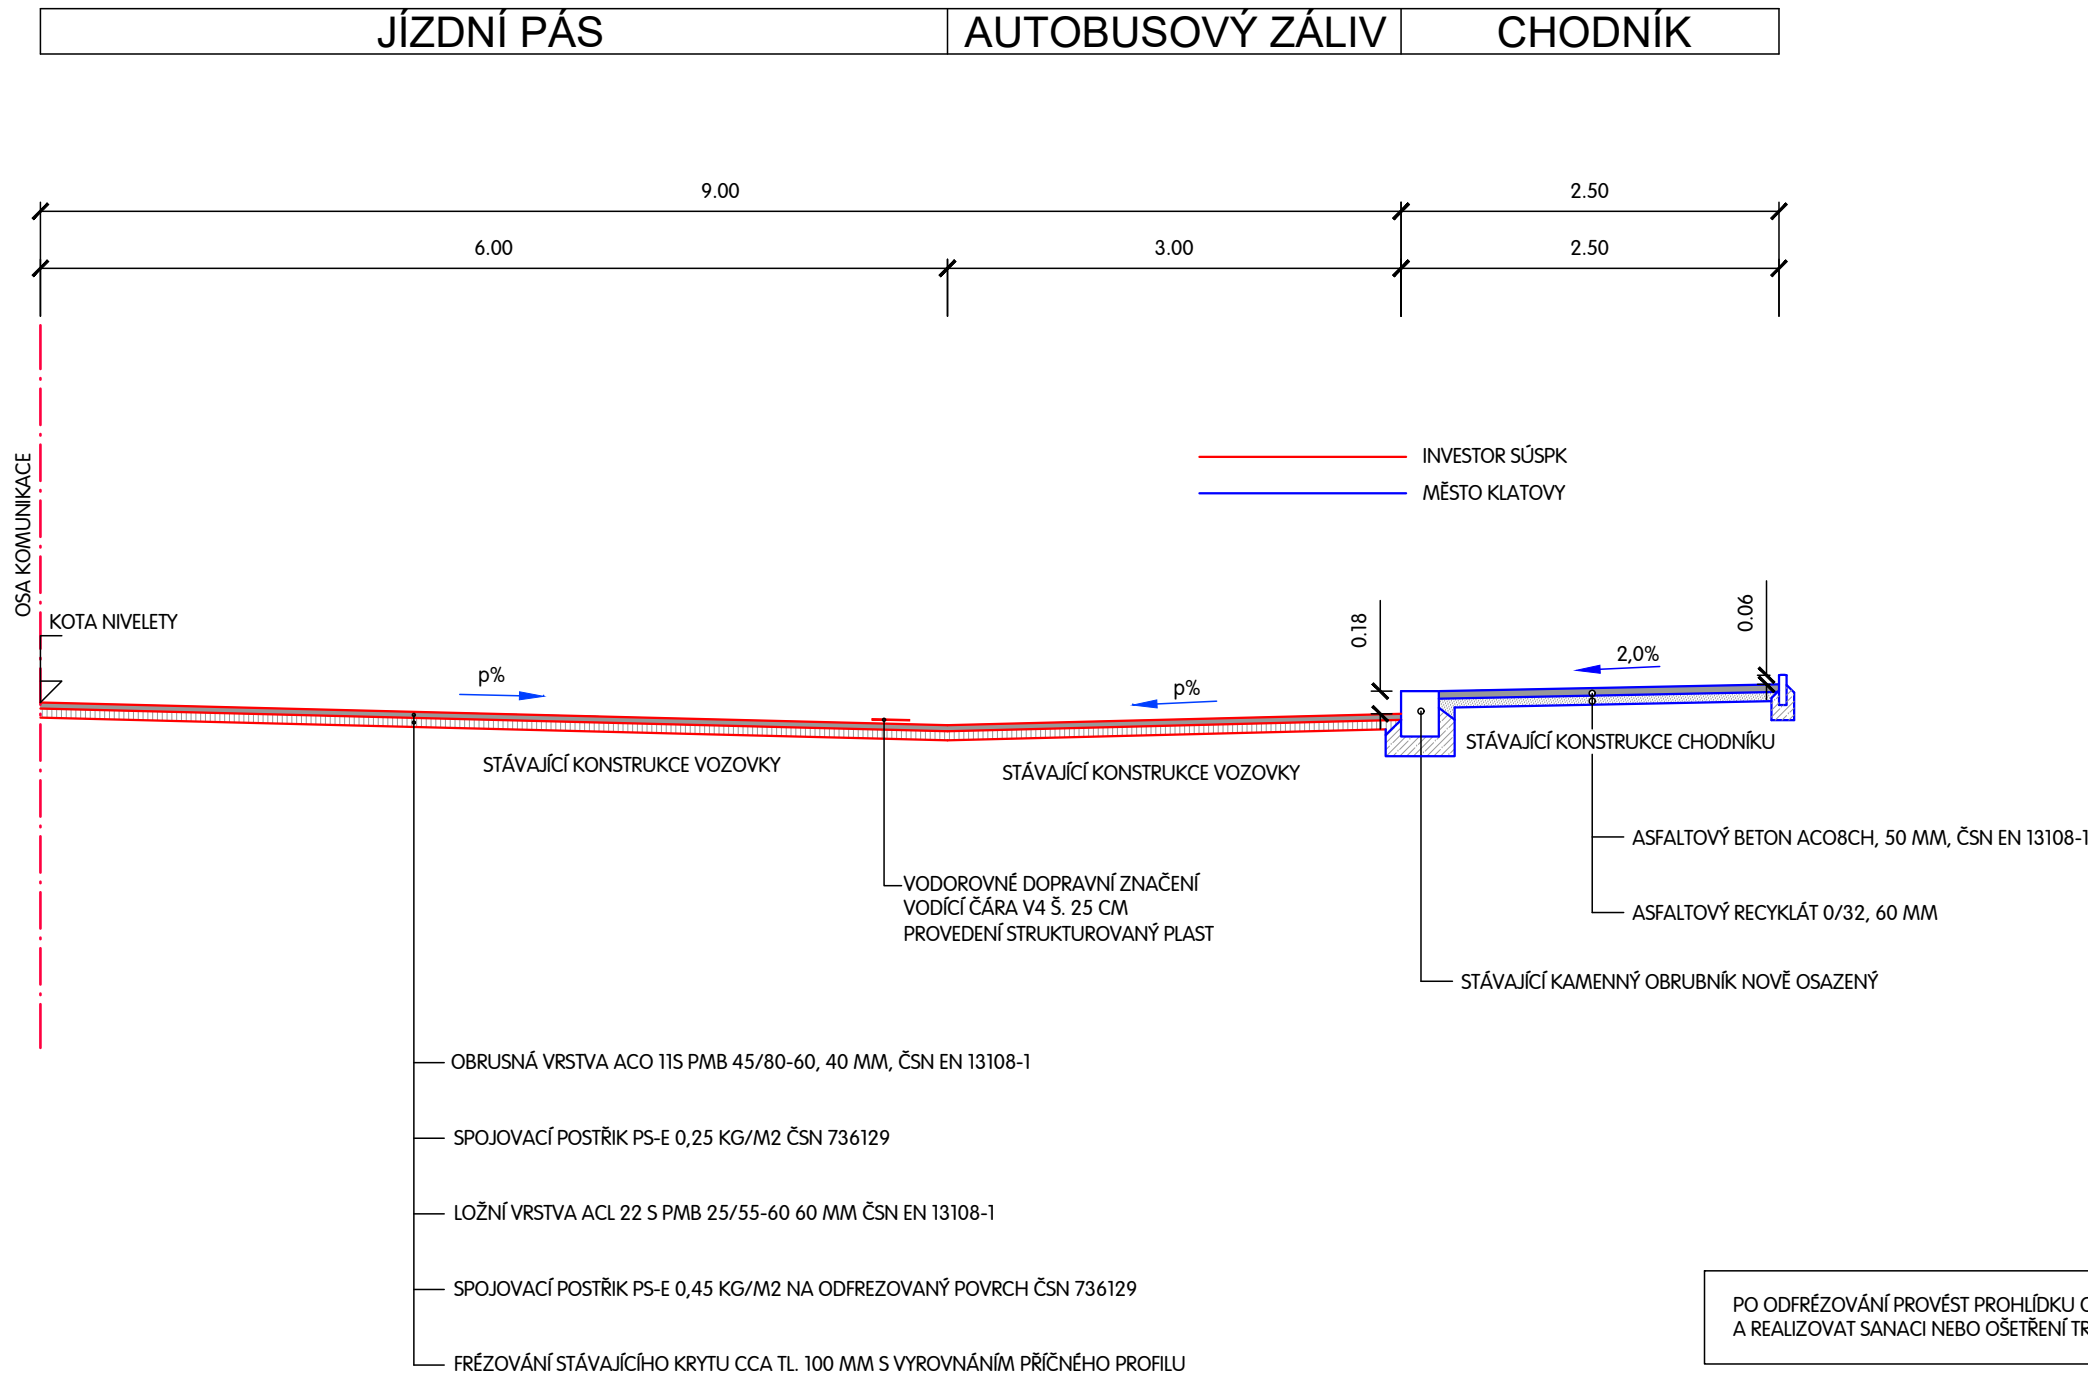 JÍZDNÍ PÁS
AUTOBUSOVÝ ZÁLIV
CHODNÍK
9.00
2.50
6.00
3.00
2.50
OSA KOMUNIKACE
KOTA NIVELETY
INVESTOR SÚSPK
MĚSTO KLATOVY
p%
p%
0.18
2,0%
0.06
STÁVAJÍCÍ KONSTRUKCE VOZOVKY
STÁVAJÍCÍ KONSTRUKCE VOZOVKY
STÁVAJÍCÍ KONSTRUKCE CHODNÍKU
ASFALTOVÝ BETON ACO8CH, 50 MM, ČSN EN 13108-1
ASFALTOVÝ RECYKLÁT 0/32, 60 MM
VODOROVNÉ DOPRAVNÍ ZNAČENÍ
VODÍCÍ ČÁRA V4 Š. 25 CM
PROVEDENÍ STRUKTUROVANÝ PLAST
STÁVAJÍCÍ KAMENNÝ OBRUBNÍK NOVĚ OSAZENÝ
OBRUSNÁ VRSTVA ACO 11S PMB 45/80-60, 40 MM, ČSN EN 13108-1
SPOJOVACÍ POSTŘIK PS-E 0,25 KG/M2 ČSN 736129
LOŽNÍ VRSTVA ACL 22 S PMB 25/55-60 60 MM ČSN EN 13108-1
SPOJOVACÍ POSTŘIK PS-E 0,45 KG/M2 NA ODFREZOVANÝ POVRCH ČSN 736129
FRÉZOVÁNÍ STÁVAJÍCÍHO KRYTU CCA TL. 100 MM S VYROVNÁNÍM PŘÍČNÉHO PROFILU
PO ODFRÉZOVÁNÍ PROVÉST PROHLÍDKU
A REALIZOVAT SANACI NEBO OŠETŘENÍ